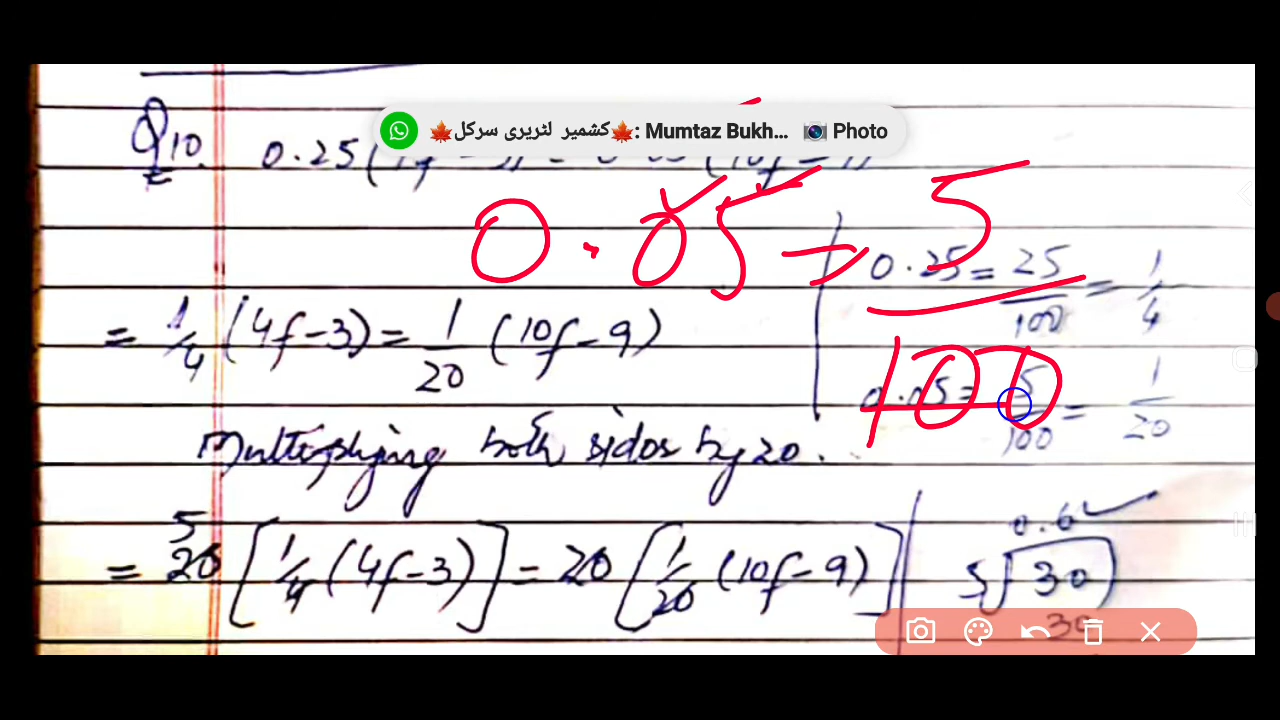 🍁کشمیر لٹریری سرکل🍁: Mumtaz Bukh... 📷 Photo
Q10. 0.25(
0.05 → 5/100
0.25 = 25/100 = 1/4
= 1/4 (4f-3) = 1/20 (10f-9)
0.05 = 5/100 = 1/20
Multiplying both sides by 20.
0.6
5
= 20 [1/4 (4f-3)] = 20 [1/20 (10f-9)]
5√30
30